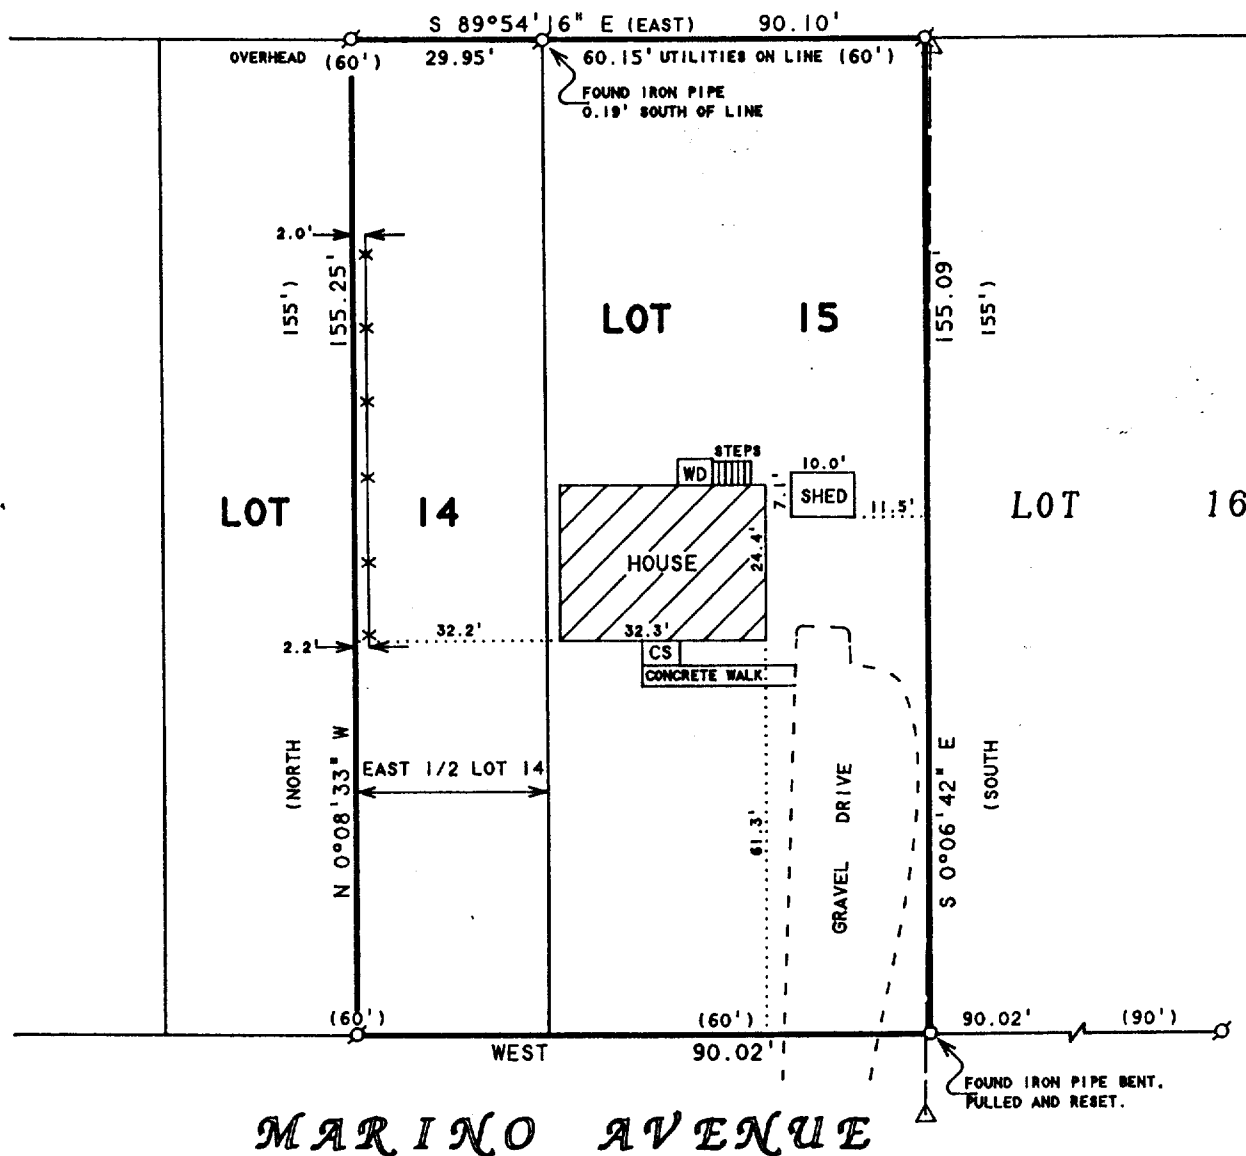 S 89°54'16" E (EAST) 90.10'
OVERHEAD (60') 29.95' 60.15' UTILITIES ON LINE (60')
FOUND IRON PIPE
0.19' SOUTH OF LINE
2.0'
155')
155.25'
155.09'
155')
LOT 15
STEPS
WD
10.0'
7.1'
SHED
11.5'
LOT 14
LOT 16
HOUSE
24.4'
32.2'
32.3'
2.2'
CS
CONCRETE WALK
EAST 1/2 LOT 14
(NORTH
N 0°08'33" W
61.3'
GRAVEL DRIVE
S 0°06'42" E
(SOUTH
(60') (60') 90.02' (90')
WEST 90.02'
FOUND IRON PIPE BENT.
PULLED AND RESET.
MARINO AVENUE